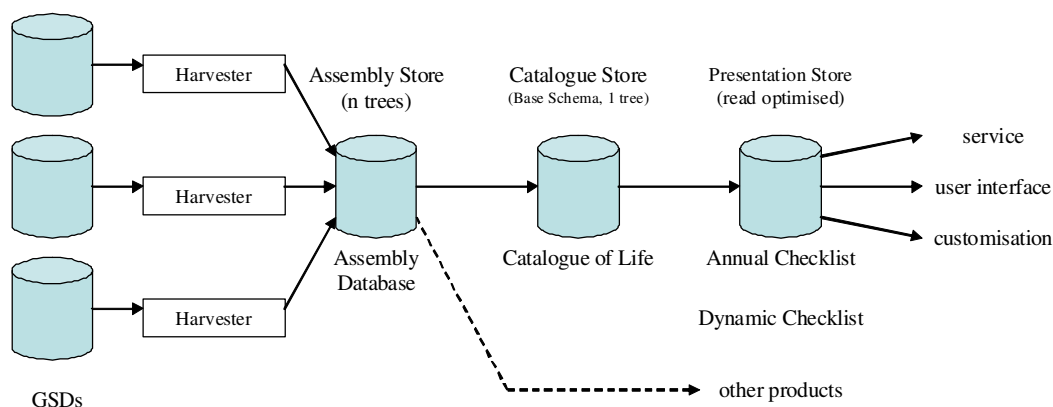 Harvester
Harvester
Harvester
GSDs
Assembly Store
(n trees)
Assembly
Database
Catalogue Store
(Base Schema, 1 tree)
Catalogue of Life
Presentation Store
(read optimised)
Annual Checklist
Dynamic Checklist
service
user interface
customisation
other products